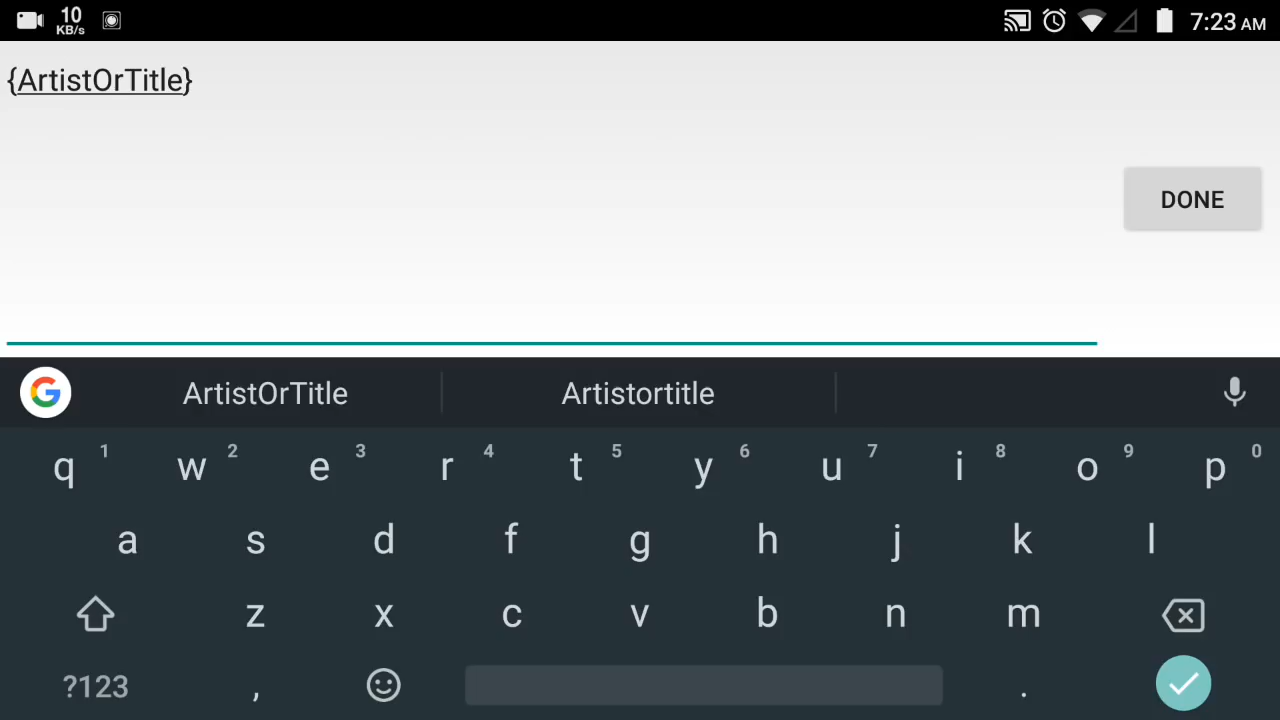 10
KB/s
7:23 AM
{ArtistOrTitle}
DONE
G ArtistOrTitle Artistortitle
q 1 w 2 e 3 r 4 t 5 y 6 u 7 i 8 o 9 p 0
a s d f g h j k l
z x c v b n m
?123 , .